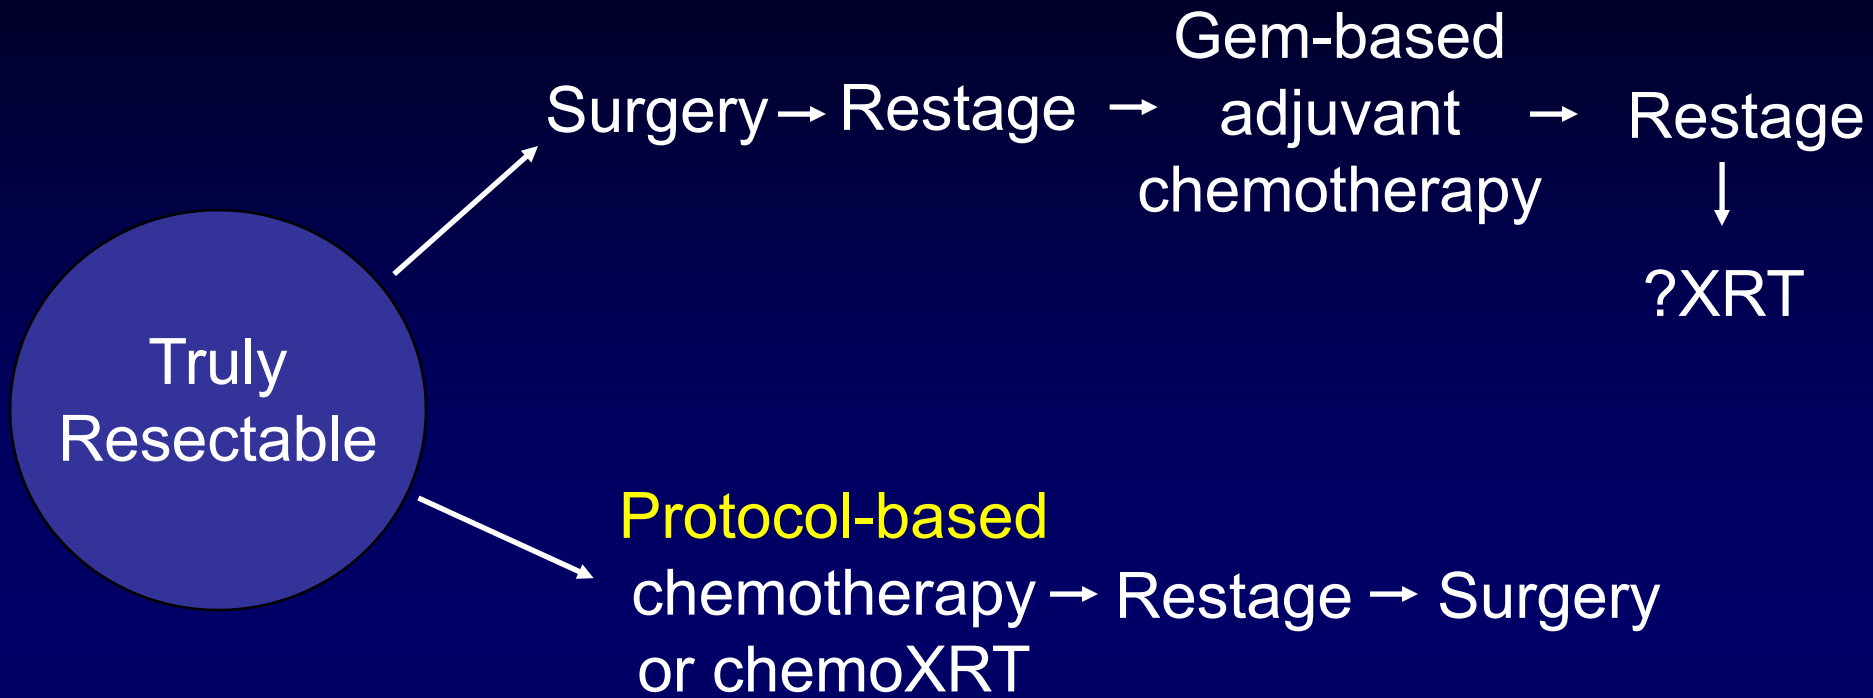 Truly
Resectable
Surgery → Restage → Gem-based
adjuvant
chemotherapy → Restage
↓
?XRT
Protocol-based
chemotherapy
or chemoXRT → Restage → Surgery